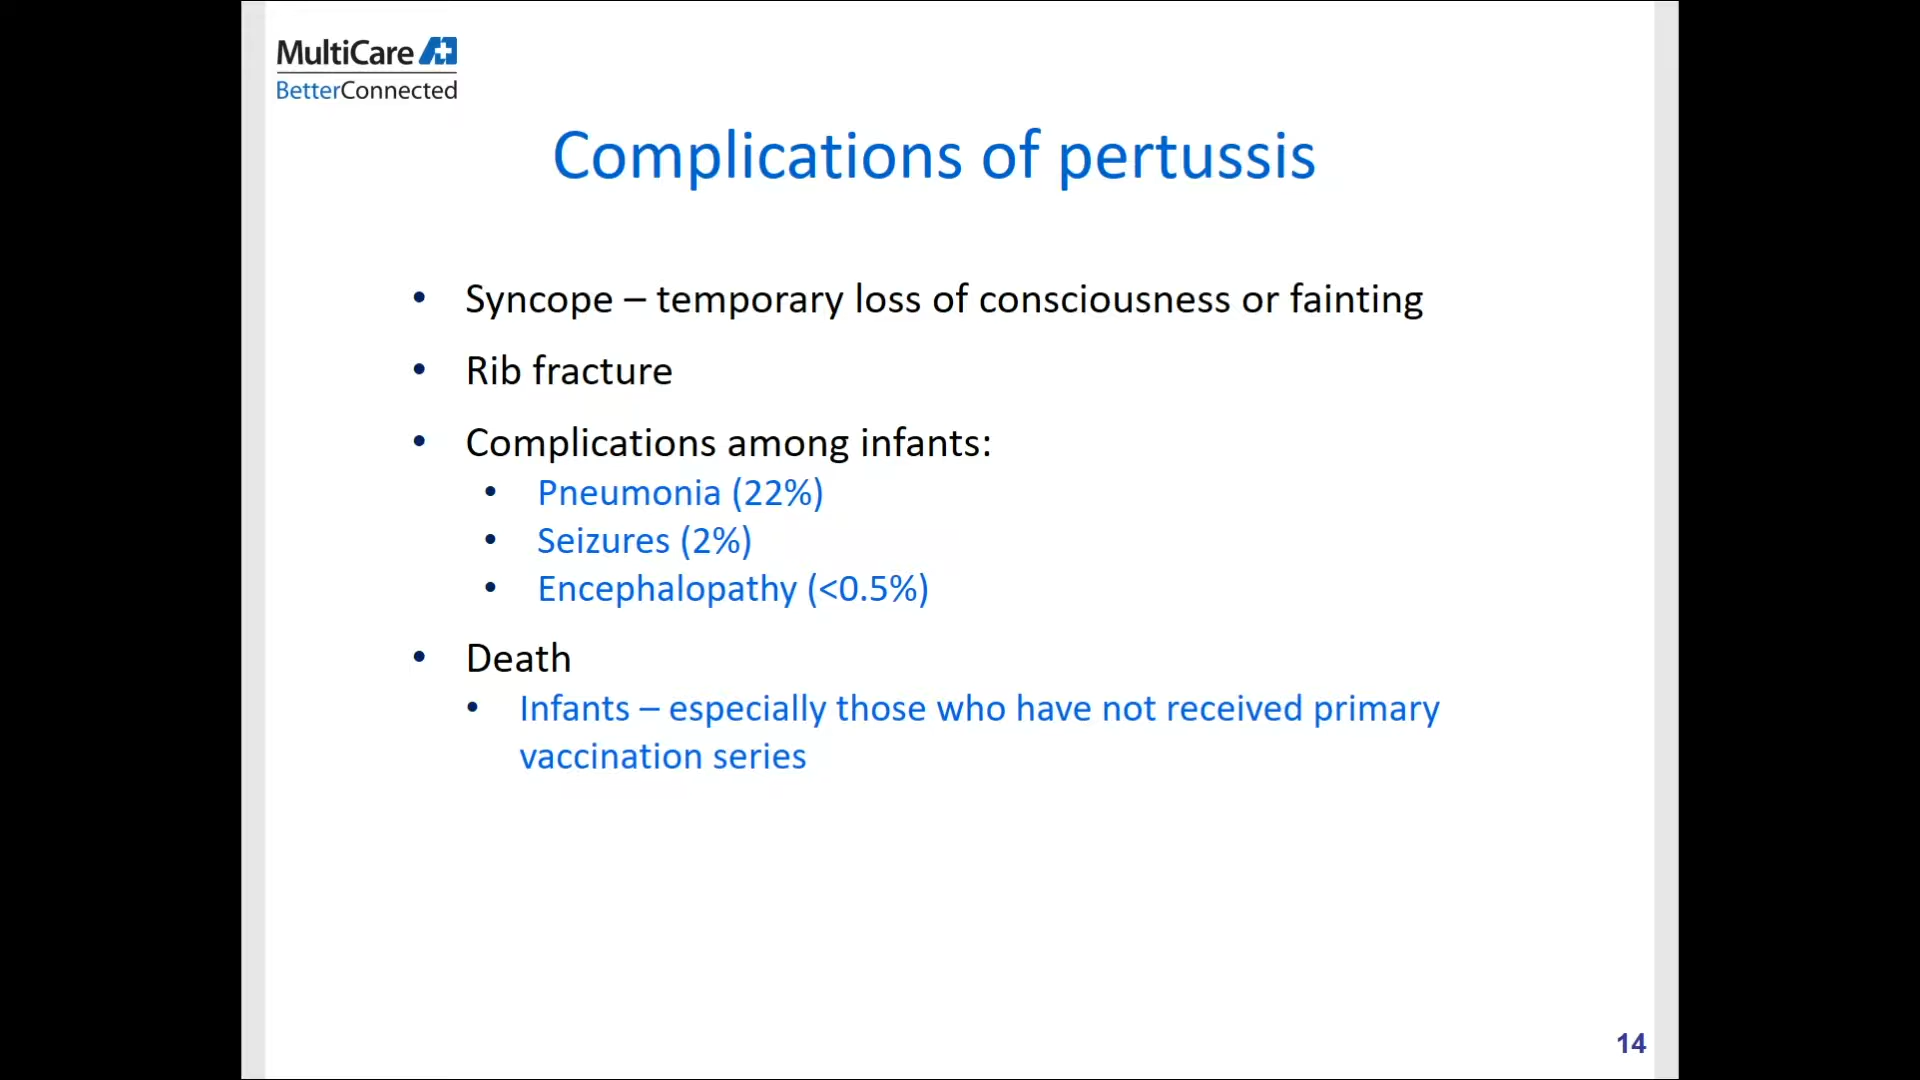 MultiCare
BetterConnected
Complications of pertussis
• Syncope – temporary loss of consciousness or fainting
• Rib fracture
• Complications among infants:
• Pneumonia (22%)
• Seizures (2%)
• Encephalopathy (<0.5%)
• Death
• Infants – especially those who have not received primary
vaccination series
14